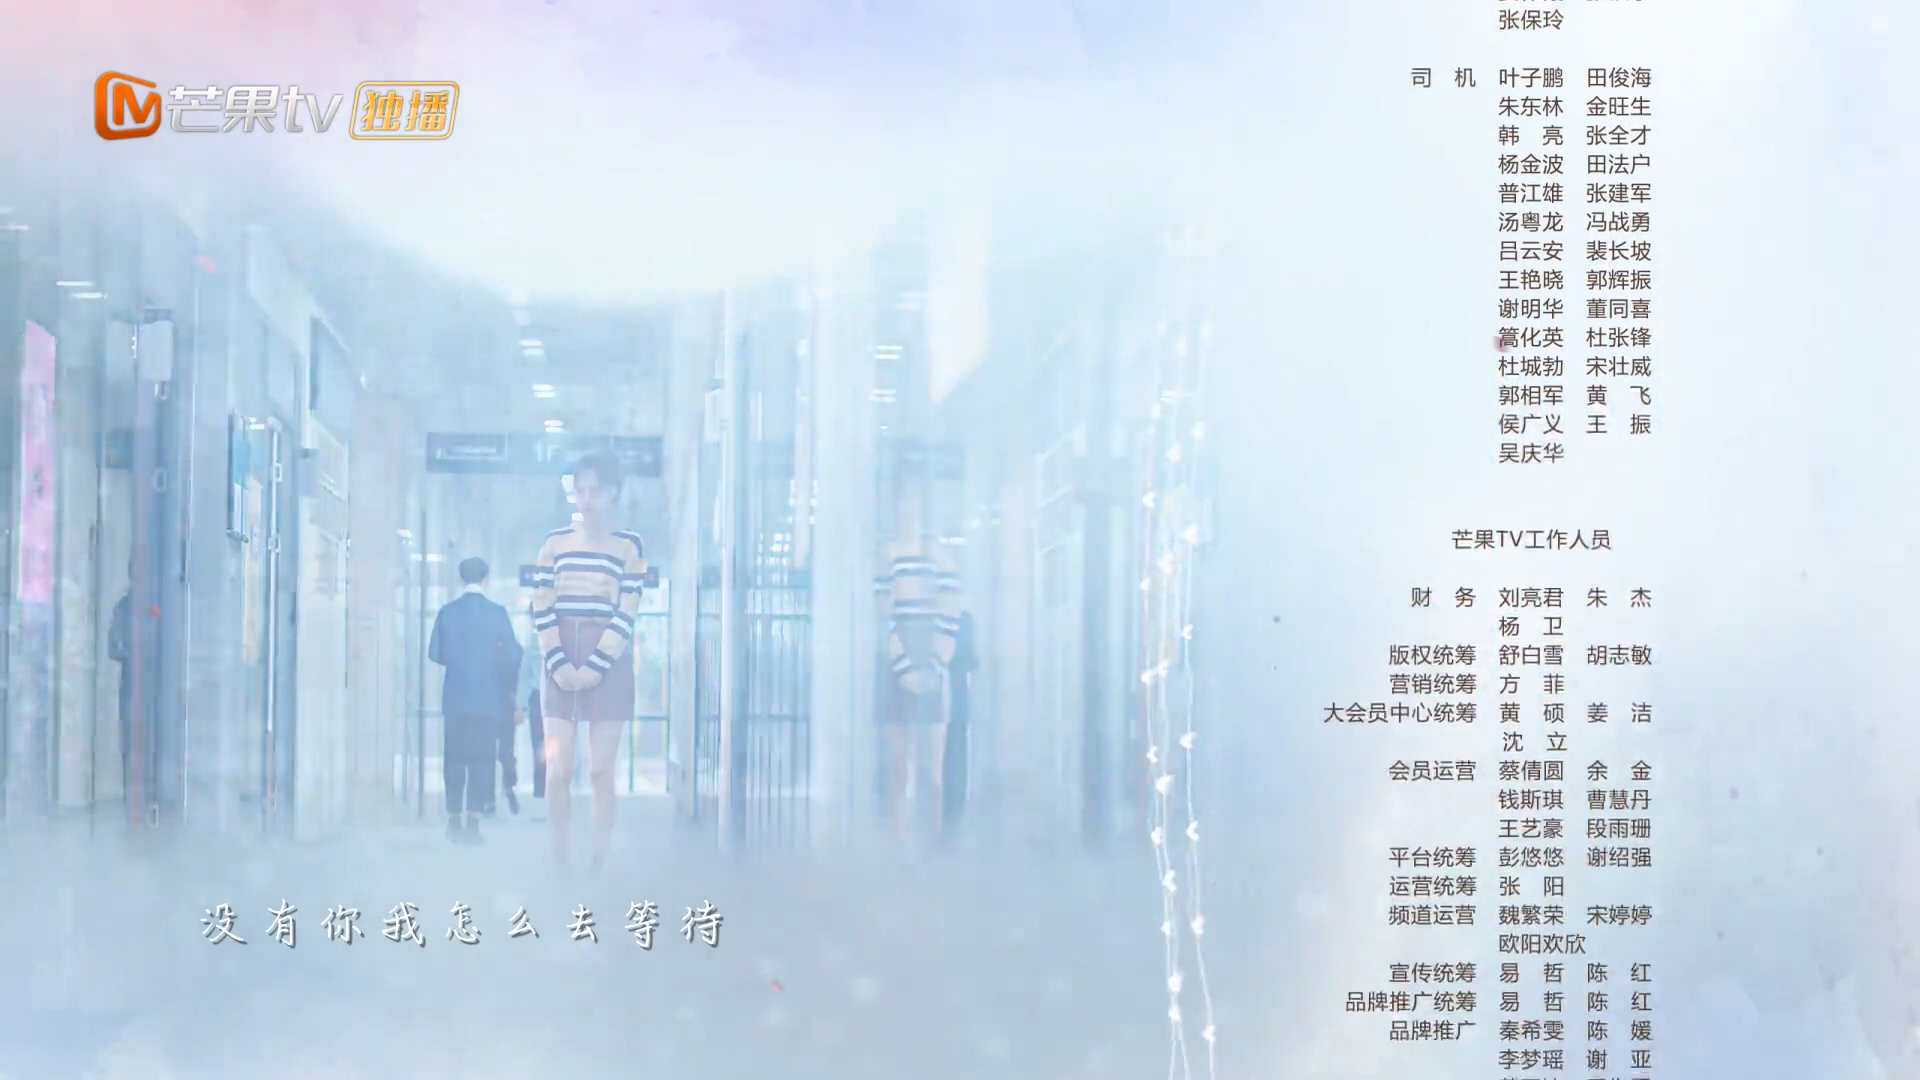 芒果tv 独播
张保玲
司 机 叶子鹏 田俊海
朱东林 金旺生
韩 亮 张全才
杨金波 田法户
普江雄 张建军
汤粤龙 冯战勇
吕云安 裴长坡
王艳晓 郭辉振
谢明华 董同喜
篙化英 杜张锋
杜城勃 宋壮威
郭相军 黄 飞
侯广义 王 振
吴庆华
芒果TV工作人员
财 务 刘亮君 朱 杰
杨 卫
版权统筹 舒白雪 胡志敏
营销统筹 方 菲
大会员中心统筹 黄 硕 姜 洁
沈 立
会员运营 蔡倩圆 余 金
钱斯琪 曹慧丹
王艺豪 段雨珊
平台统筹 彭悠悠 谢绍强
运营统筹 张 阳
频道运营 魏繁荣 宋婷婷
欧阳欢欣
宣传统筹 易 哲 陈 红
品牌推广统筹 易 哲 陈 红
品牌推广 秦希雯 陈 媛
李梦瑶 谢 亚
没有你我怎么去等待
1F